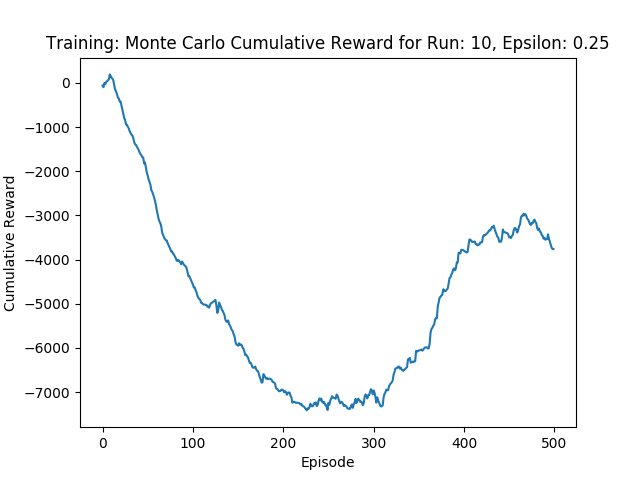 Training: Monte Carlo Cumulative Reward for Run: 10, Epsilon: 0.25
0
−1000
−2000
−3000
−4000
−5000
−6000
−7000
Cumulative Reward
0 100 200 300 400 500
Episode